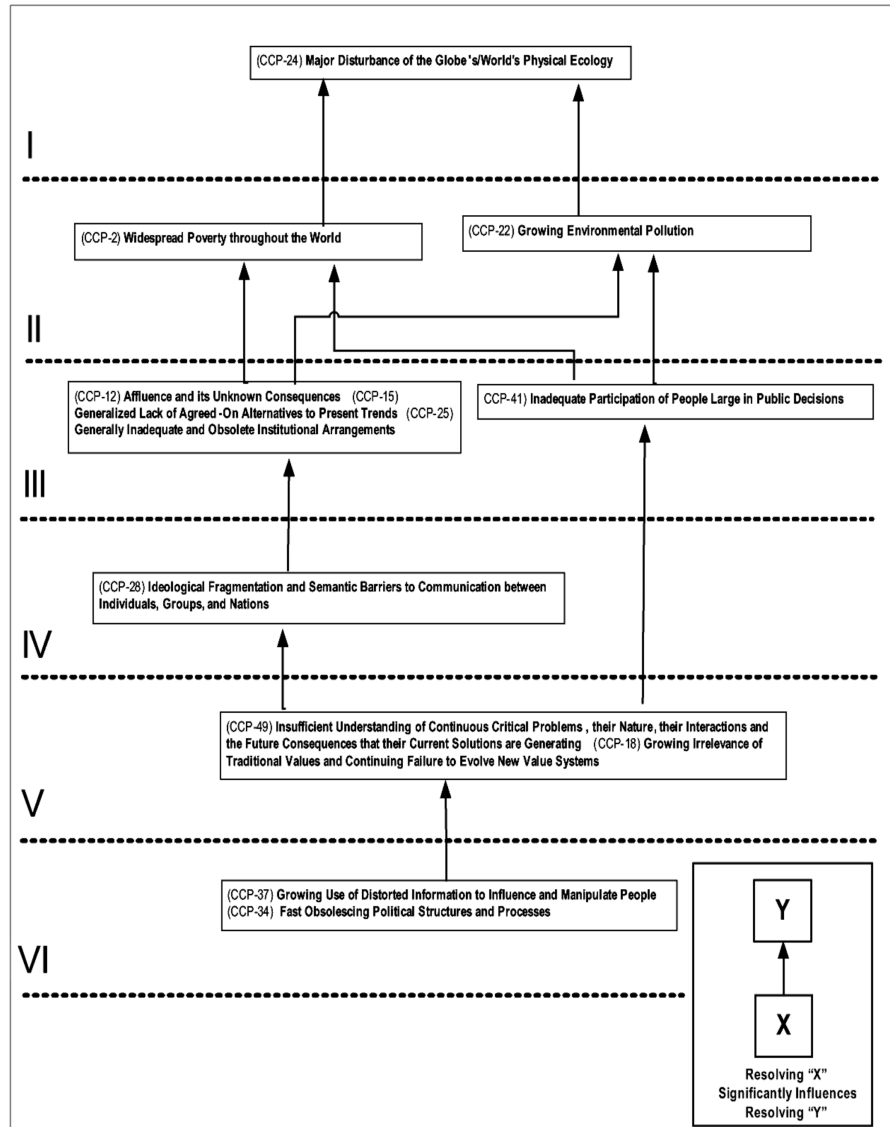 (CCP-24) Major Disturbance of the Globe's/World's Physical Ecology
I
(CCP-2) Widespread Poverty throughout the World
(CCP-22) Growing Environmental Pollution
II
(CCP-12) Affluence and its Unknown Consequences (CCP-15)
Generalized Lack of Agreed-On Alternatives to Present Trends (CCP-25)
Generally Inadequate and Obsolete Institutional Arrangements
CCP-41) Inadequate Participation of People Large in Public Decisions
III
(CCP-28) Ideological Fragmentation and Semantic Barriers to Communication between
Individuals, Groups, and Nations
IV
(CCP-49) Insufficient Understanding of Continuous Critical Problems , their Nature, their Interactions and
the Future Consequences that their Current Solutions are Generating (CCP-18) Growing Irrelevance of
Traditional Values and Continuing Failure to Evolve New Value Systems
V
(CCP-37) Growing Use of Distorted Information to Influence and Manipulate People
(CCP-34) Fast Obsolescing Political Structures and Processes
VI
Y
X
Resolving “X”
Significantly Influences
Resolving “Y”